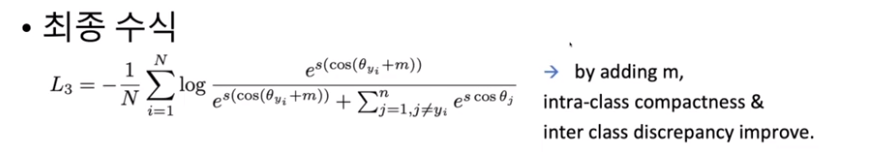 • 최종 수식
L₃ = -\frac{1}{N} \sum_{i=1}^{N} \log \frac{e^{s(\cos(\theta_{y_i}+m))}}{e^{s(\cos(\theta_{y_i}+m))} + \sum_{j=1,j\neq y_i}^{n} e^{s \cos \theta_j}}
→ by adding m,
intra-class compactness &
inter class discrepancy improve.